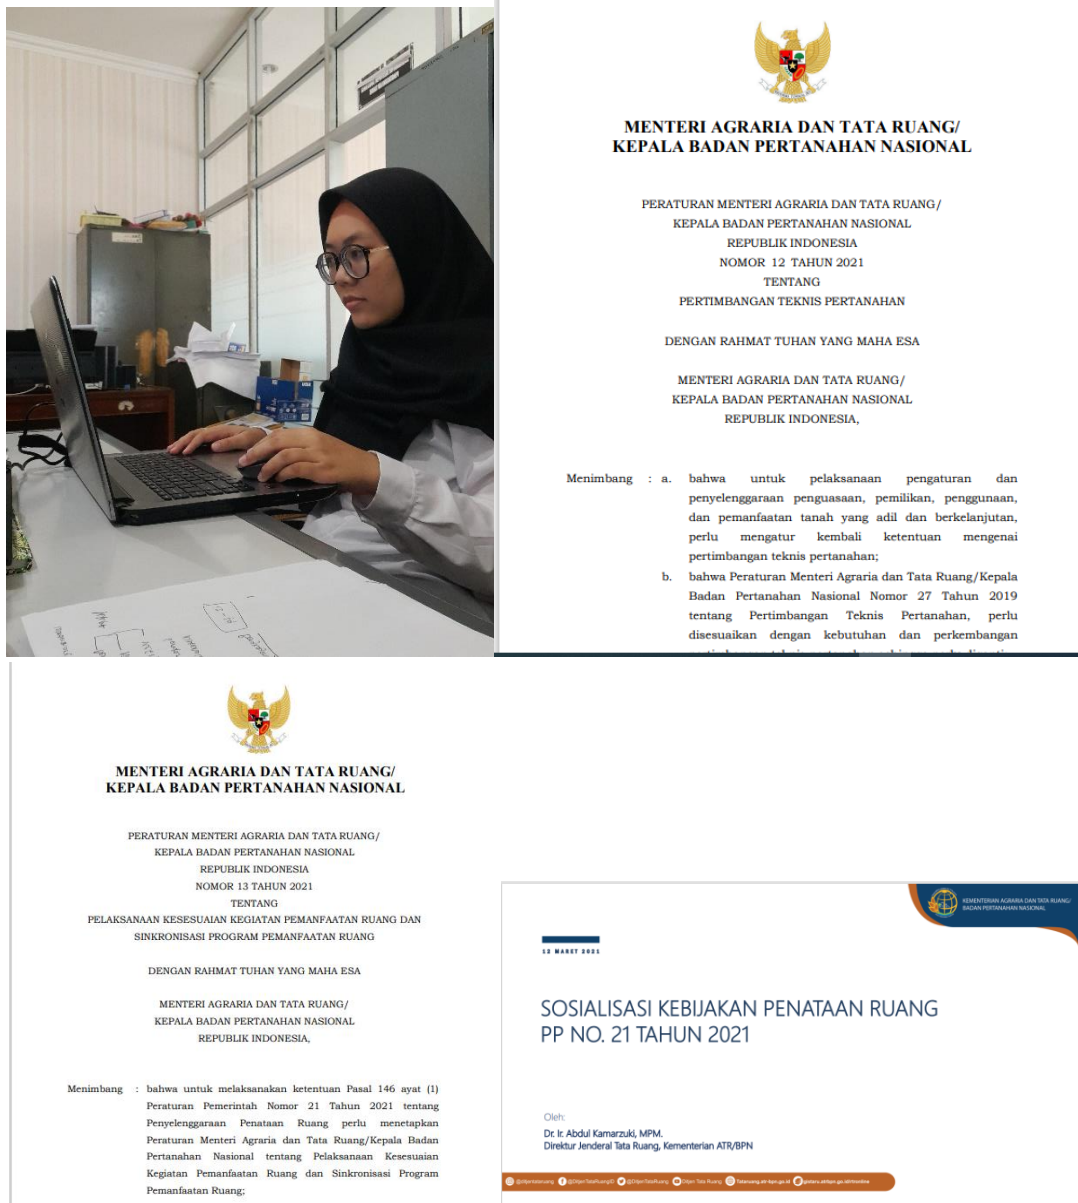 MENTERI AGRARIA DAN TATA RUANG/
KEPALA BADAN PERTANAHAN NASIONAL
PERATURAN MENTERI AGRARIA DAN TATA RUANG/
KEPALA BADAN PERTANAHAN NASIONAL
REPUBLIK INDONESIA
NOMOR 12 TAHUN 2021
TENTANG
PERTIMBANGAN TEKNIS PERTANAHAN
DENGAN RAHMAT TUHAN YANG MAHA ESA
MENTERI AGRARIA DAN TATA RUANG/
KEPALA BADAN PERTANAHAN NASIONAL
REPUBLIK INDONESIA,
Menimbang : a. bahwa untuk pelaksanaan pengaturan dan
penyelenggaraan penguasaan, pemilikan, penggunaan,
dan pemanfaatan tanah yang adil dan berkelanjutan,
perlu mengatur kembali ketentuan mengenai
pertimbangan teknis pertanahan;
b. bahwa Peraturan Menteri Agraria dan Tata Ruang/Kepala
Badan Pertanahan Nasional Nomor 27 Tahun 2019
tentang Pertimbangan Teknis Pertanahan, perlu
disesuaikan dengan kebutuhan dan perkembangan
MENTERI AGRARIA DAN TATA RUANG/
KEPALA BADAN PERTANAHAN NASIONAL
PERATURAN MENTERI AGRARIA DAN TATA RUANG/
KEPALA BADAN PERTANAHAN NASIONAL
REPUBLIK INDONESIA
NOMOR 13 TAHUN 2021
TENTANG
PELAKSANAAN KESESUAIAN KEGIATAN PEMANFAATAN RUANG DAN
SINKRONISASI PROGRAM PEMANFAATAN RUANG
DENGAN RAHMAT TUHAN YANG MAHA ESA
MENTERI AGRARIA DAN TATA RUANG/
KEPALA BADAN PERTANAHAN NASIONAL
REPUBLIK INDONESIA,
Menimbang : bahwa untuk melaksanakan ketentuan Pasal 146 ayat (1)
Peraturan Pemerintah Nomor 21 Tahun 2021 tentang
Penyelenggaraan Penataan Ruang perlu menetapkan
Peraturan Menteri Agraria dan Tata Ruang/Kepala Badan
Pertanahan Nasional tentang Pelaksanaan Kesesuaian
Kegiatan Pemanfaatan Ruang dan Sinkronisasi Program
Pemanfaatan Ruang;
KEMENTERIAN AGRARIA DAN TATA RUANG/
BADAN PERTANAHAN NASIONAL
12 MARET 2021
SOSIALISASI KEBIJAKAN PENATAAN RUANG
PP NO. 21 TAHUN 2021
Oleh:
Dr. Ir. Abdul Kamarzuki, MPM.
Direktur Jenderal Tata Ruang, Kementerian ATR/BPN
@ditjentataruang @DitjenTataRuangID @DitjenTataRuang Ditjen Tata Ruang Tataruang.atr-bpn.go.id